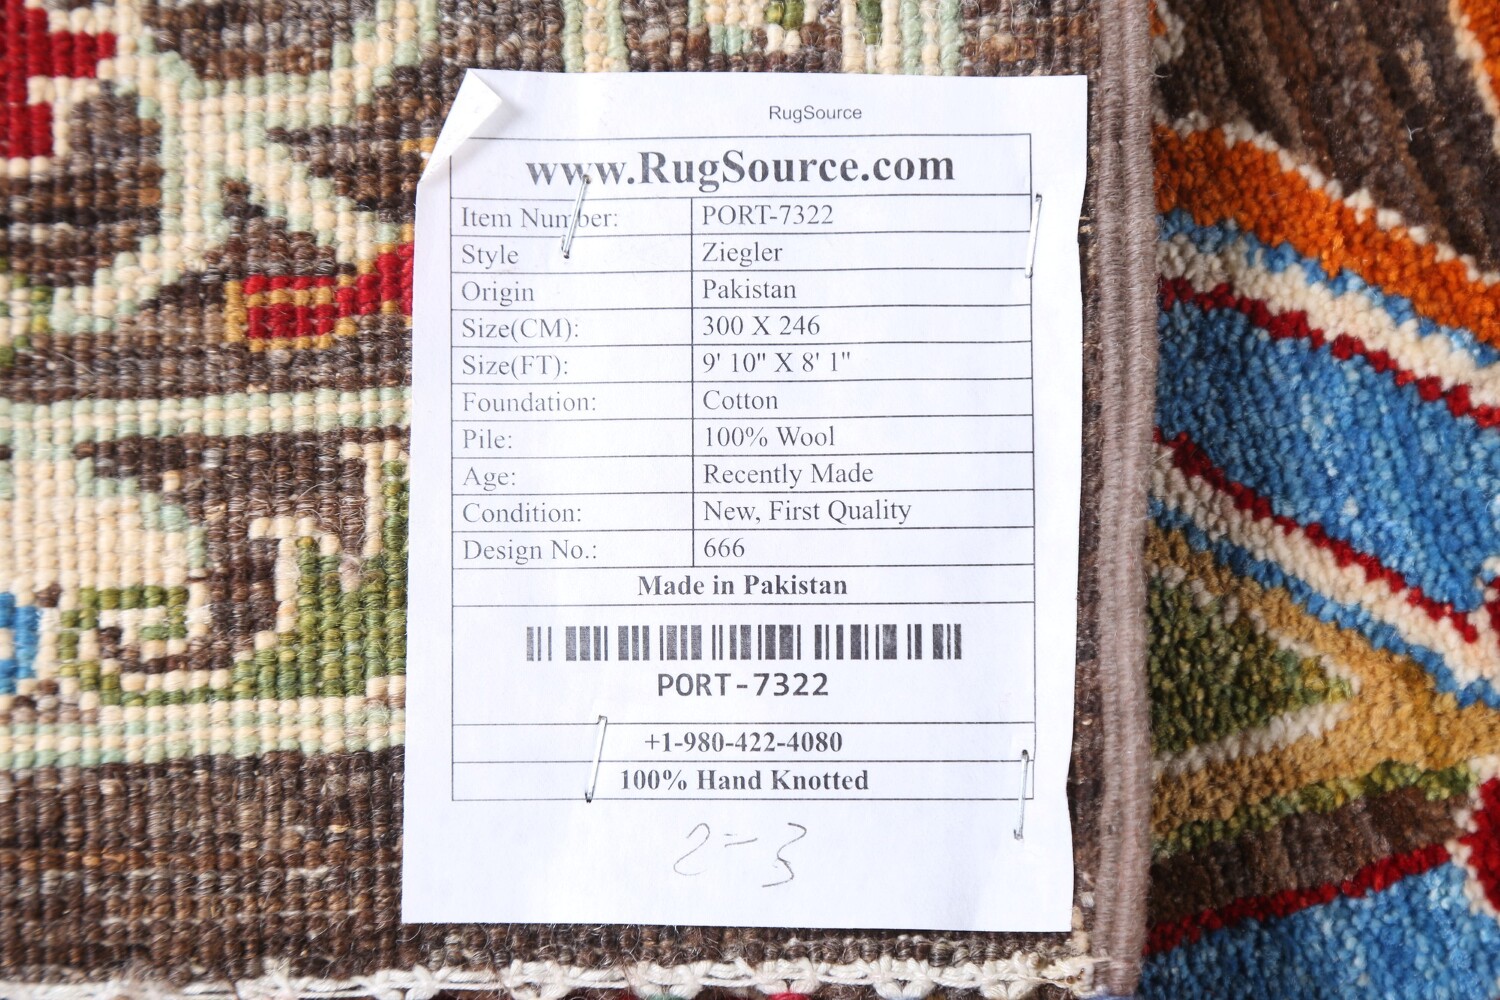 RugSource
www.RugSource.com
Item Number: PORT-7322
Style Ziegler
Origin Pakistan
Size(CM): 300 X 246
Size(FT): 9' 10" X 8' 1"
Foundation: Cotton
Pile: 100% Wool
Age: Recently Made
Condition: New, First Quality
Design No.: 666
Made in Pakistan
PORT-7322
+1-980-422-4080
100% Hand Knotted
2-3